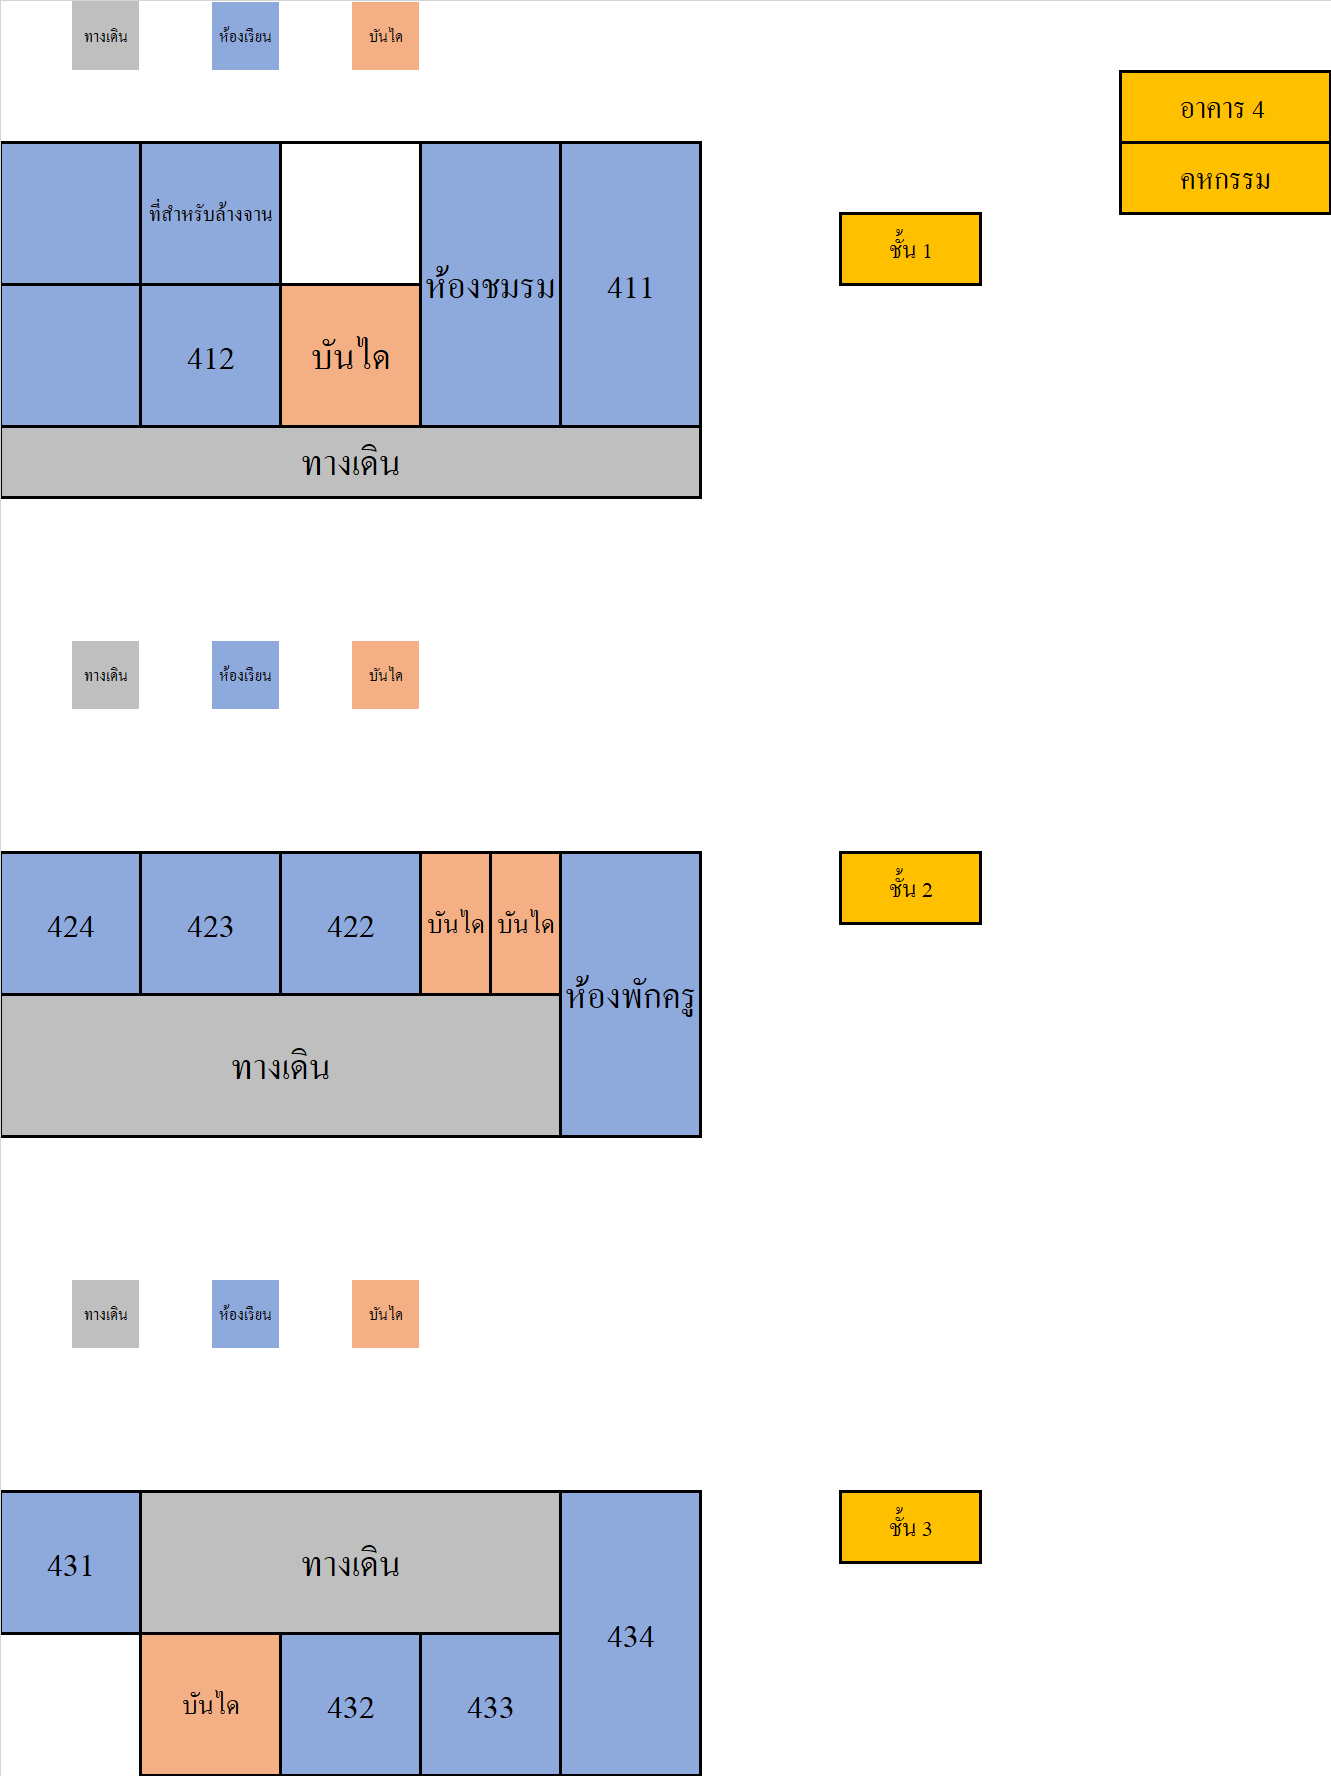 ทางเดิน ห้องเรียน บันได
อาคาร 4
คหกรรม
ชั้น 1
ที่สำหรับล้างจาน
ห้องชมรม 411
412 บันได
ทางเดิน
ทางเดิน ห้องเรียน บันได
ชั้น 2
424 423 422 บันได บันได
ห้องพักครู
ทางเดิน
ทางเดิน ห้องเรียน บันได
ชั้น 3
431 ทางเดิน
434
บันได 432 433